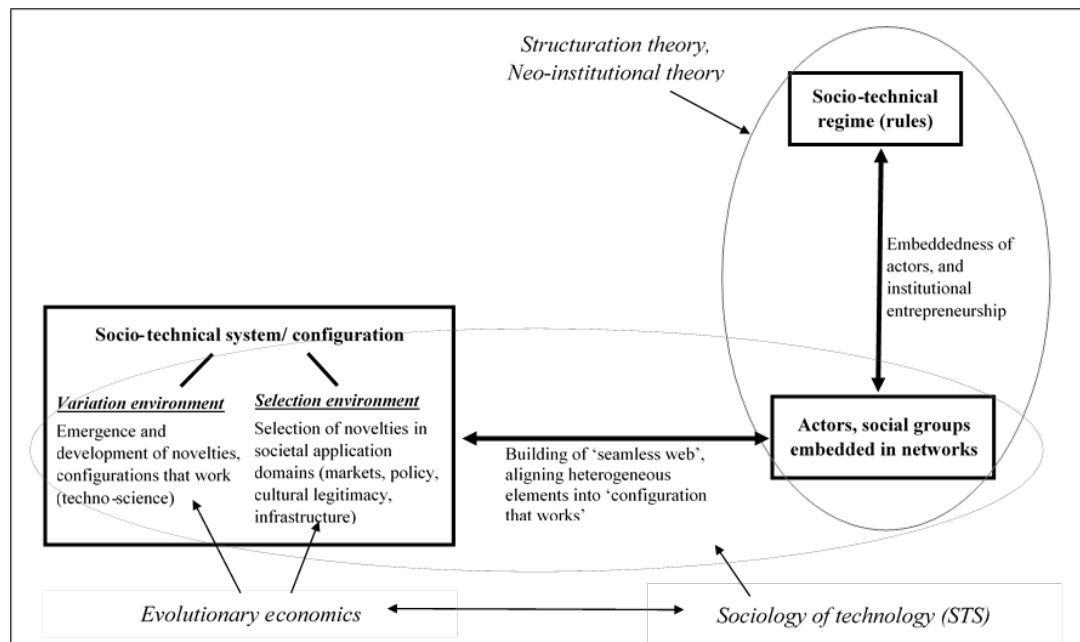 Structuration theory,
Neo-institutional theory
Socio-technical
regime (rules)
Embeddedness of
actors, and
institutional
entrepreneurship
Socio-technical system/ configuration
Variation environment
Emergence and
development of novelties,
configurations that work
(techno-science)
Selection environment
Selection of novelties in
societal application
domains (markets, policy,
cultural legitimacy,
infrastructure)
Building of ‘seamless web’,
aligning heterogeneous
elements into ‘configuration
that works’
Actors, social groups
embedded in networks
Evolutionary economics
Sociology of technology (STS)